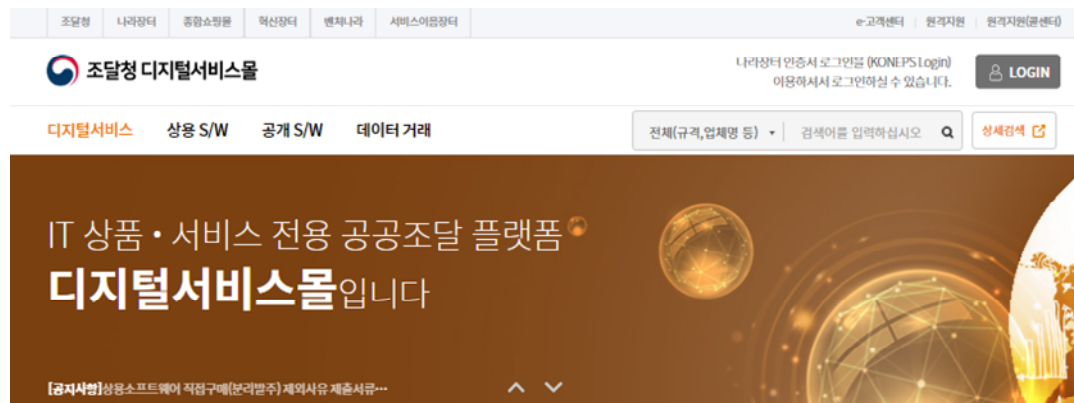 조달청 나라장터 종합쇼핑몰 혁신장터 벤처나라 서비스이음장터 e-고객센터 원격지원 원격지원(콜센터)
조달청 디지털서비스몰
나라장터 인증서 로그인을 (KONEPS Login)
이용하셔서 로그인하실 수 있습니다.
LOGIN
디지털서비스 상용 S/W 공개 S/W 데이터 거래 전체(규격,업체명 등) 검색어를 입력하십시오 상세검색
IT 상품・서비스 전용 공공조달 플랫폼
디지털서비스몰입니다
[공지사항]상용소프트웨어 직접구매(분리발주) 제외사유 제출서류…